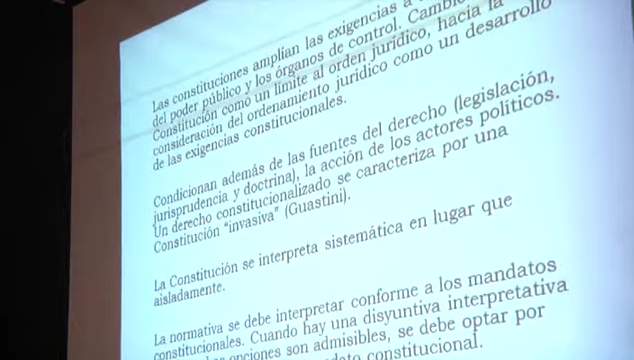 Las constituciones amplían las exigencias a
del poder público y los órganos de control.
Constitución como un límite al orden jurídico, hacia la
consideración del ordenamiento jurídico como un desarrollo
de las exigencias constitucionales.
Condicionan además de las fuentes del derecho (legislación,
jurisprudencia y doctrina), la acción de los actores políticos.
Un derecho constitucionalizado se caracteriza por una
Constitución “invasiva” (Guastini).
La Constitución se interpreta sistemática en lugar que
aisladamente.
La normativa se debe interpretar conforme a los mandatos
constitucionales. Cuando hay una disyuntiva interpretativa
opciones son admisibles, se debe optar por
constitucional.